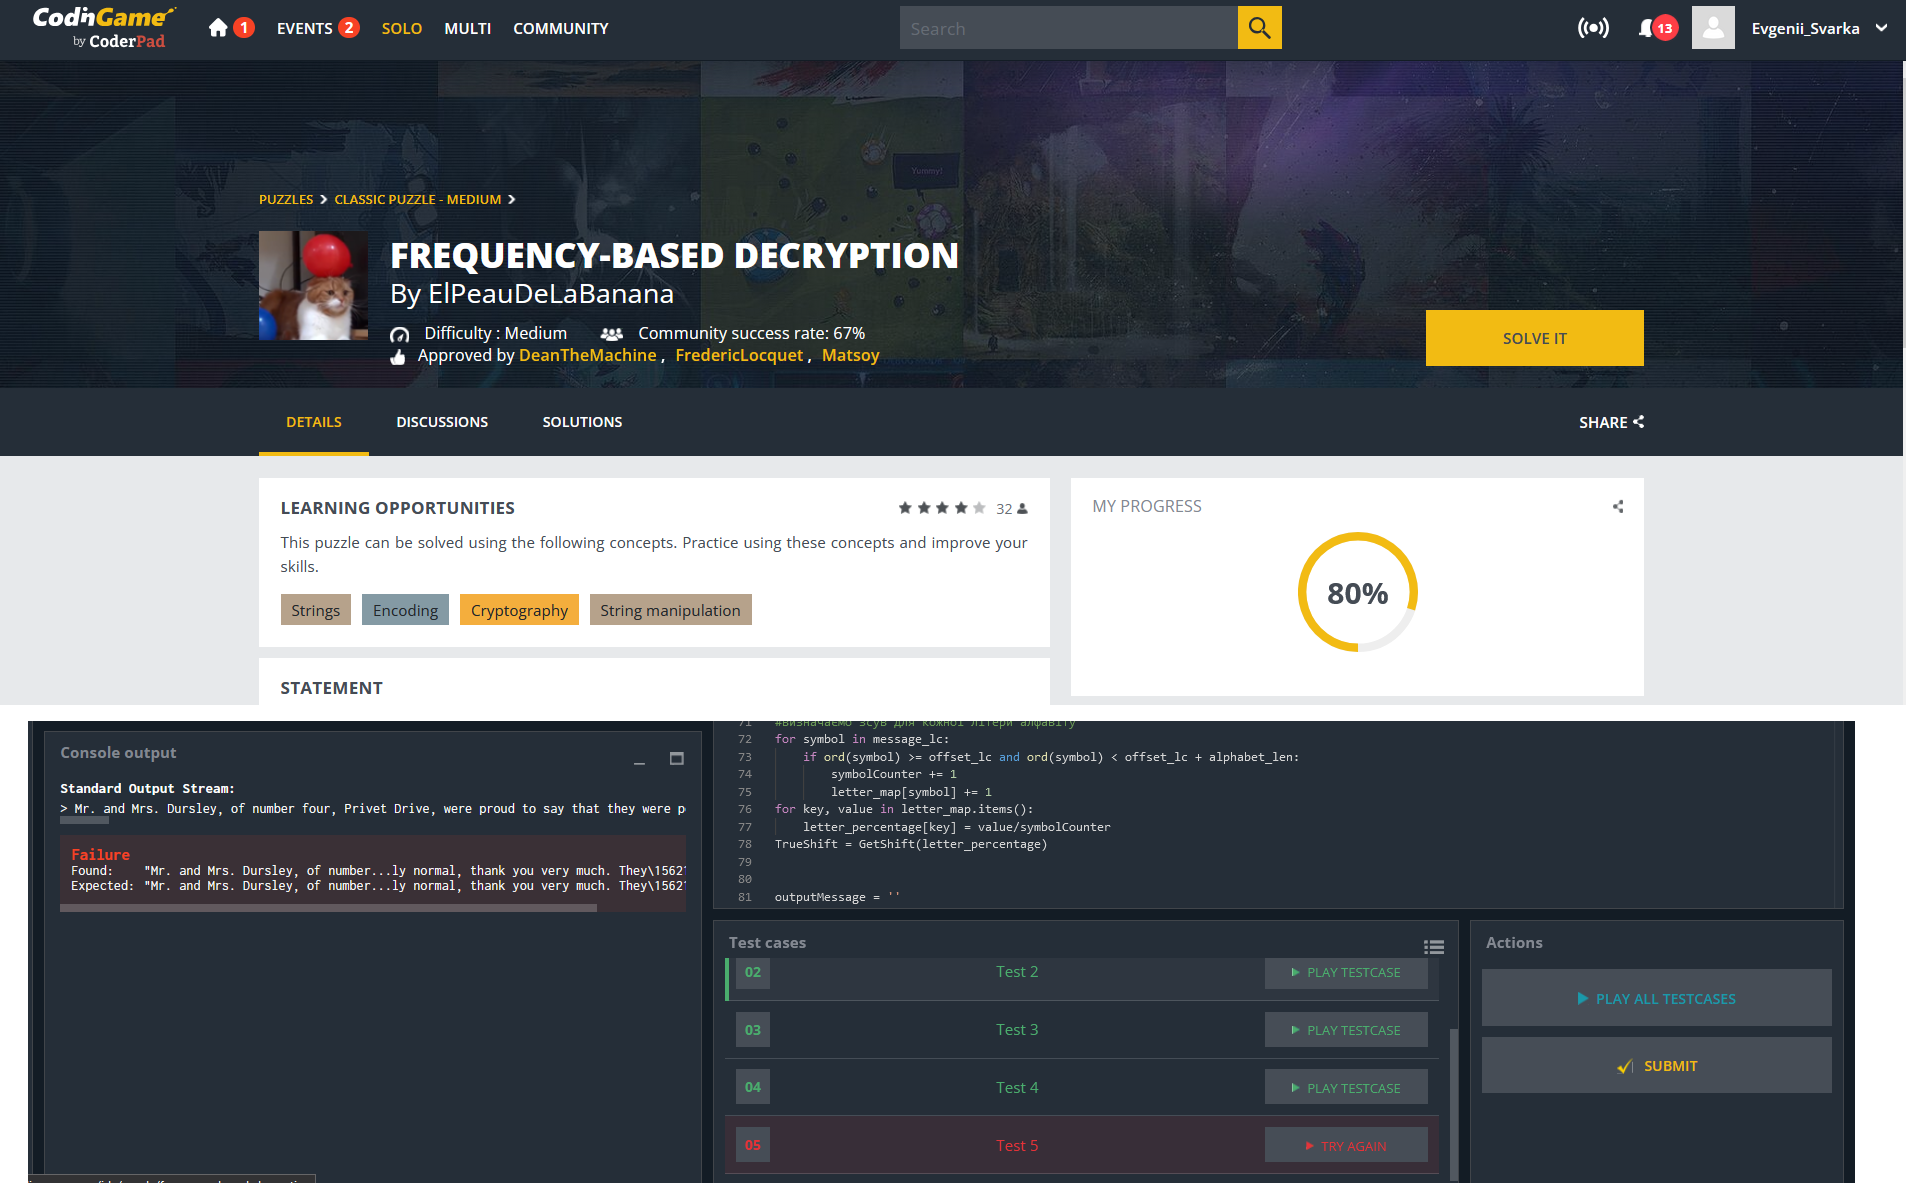 CodinGame
by CoderPad
1 EVENTS 2 SOLO MULTI COMMUNITY
Search
13 Evgenii_Svarka
Yummy!
PUZZLES CLASSIC PUZZLE - MEDIUM
FREQUENCY-BASED DECRYPTION
By ElPeauDeLaBanana
Difficulty : Medium Community success rate: 67%
Approved by DeanTheMachine , FredericLocquet , Matsoy
SOLVE IT
DETAILS DISCUSSIONS SOLUTIONS SHARE
LEARNING OPPORTUNITIES 32
This puzzle can be solved using the following concepts. Practice using these concepts and improve your
skills.
Strings Encoding Cryptography String manipulation
MY PROGRESS
80%
STATEMENT
Console output
Standard Output Stream:
> Mr. and Mrs. Dursley, of number four, Privet Drive, were proud to say that they were p
Failure
Found: "Mr. and Mrs. Dursley, of number...ly normal, thank you very much. They\1562
Expected: "Mr. and Mrs. Dursley, of number...ly normal, thank you very much. They\1562
71 #визначаємо зсув для кожної літери алфавіту
72 for symbol in message_lc:
73 if ord(symbol) >= offset_lc and ord(symbol) < offset_lc + alphabet_len:
74 symbolCounter += 1
75 letter_map[symbol] += 1
76 for key, value in letter_map.items():
77 letter_percentage[key] = value/symbolCounter
78 TrueShift = GetShift(letter_percentage)
79
80
81 outputMessage = ''
Test cases
02 Test 2 PLAY TESTCASE
03 Test 3 PLAY TESTCASE
04 Test 4 PLAY TESTCASE
05 Test 5 TRY AGAIN
Actions
PLAY ALL TESTCASES
SUBMIT